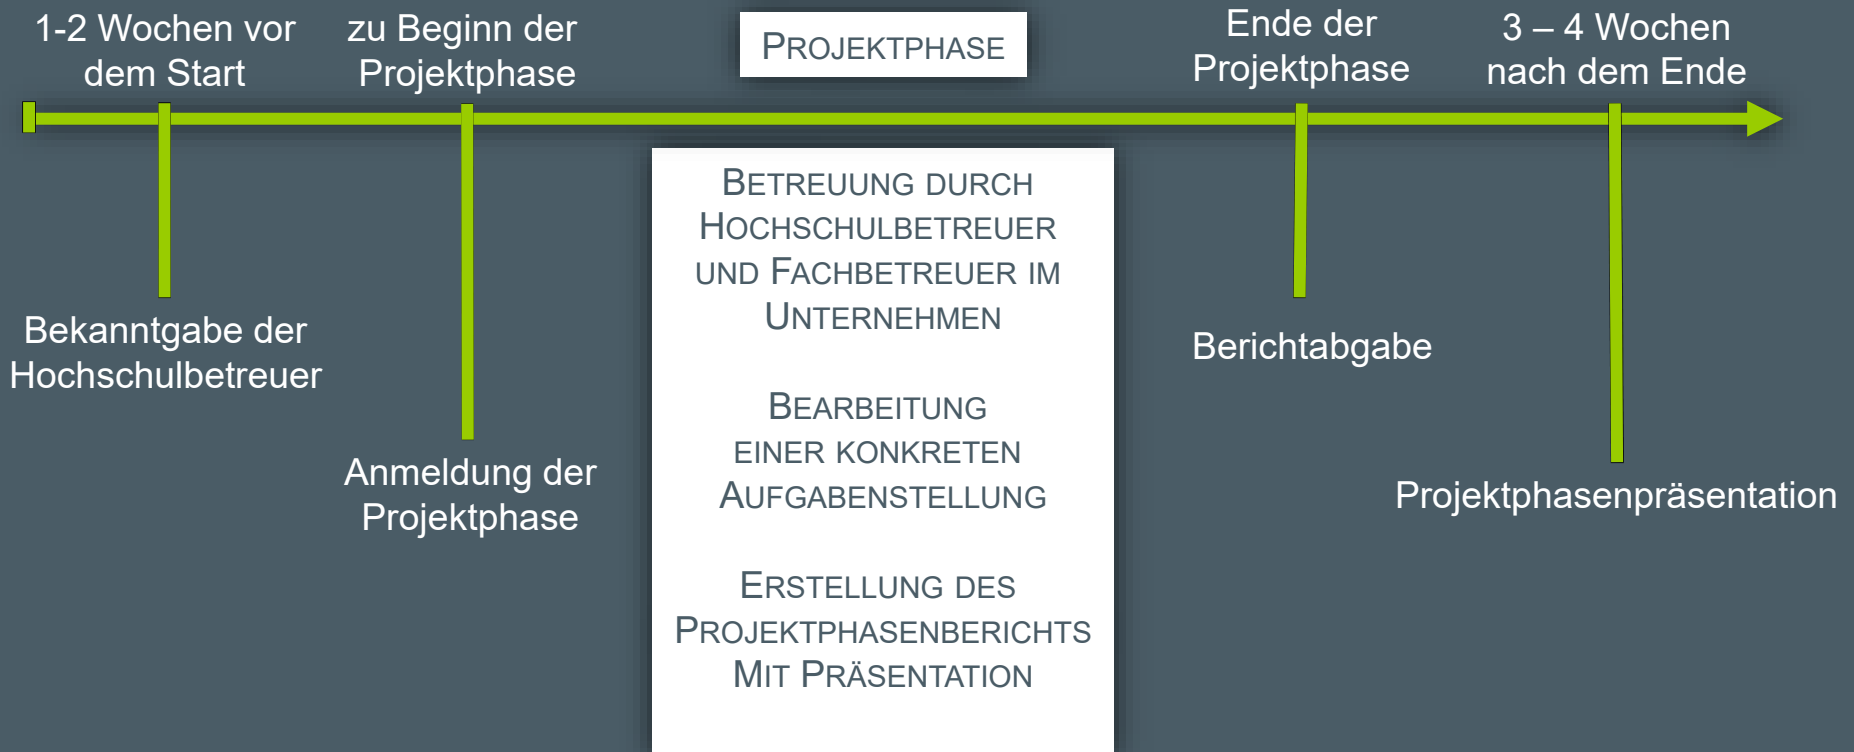 1-2 Wochen vor
dem Start
zu Beginn der
Projektphase
PROJEKTPHASE
Ende der
Projektphase
3 – 4 Wochen
nach dem Ende
Bekanntgabe der
Hochschulbetreuer
Anmeldung der
Projektphase
BETREUUNG DURCH
HOCHSCHULBETREUER
UND FACHBETREUER IM
UNTERNEHMEN
BEARBEITUNG
EINER KONKRETEN
AUFGABENSTELLUNG
ERSTELLUNG DES
PROJEKTPHASENBERICHTS
MIT PRÄSENTATION
Berichtabgabe
Projektphasenpräsentation